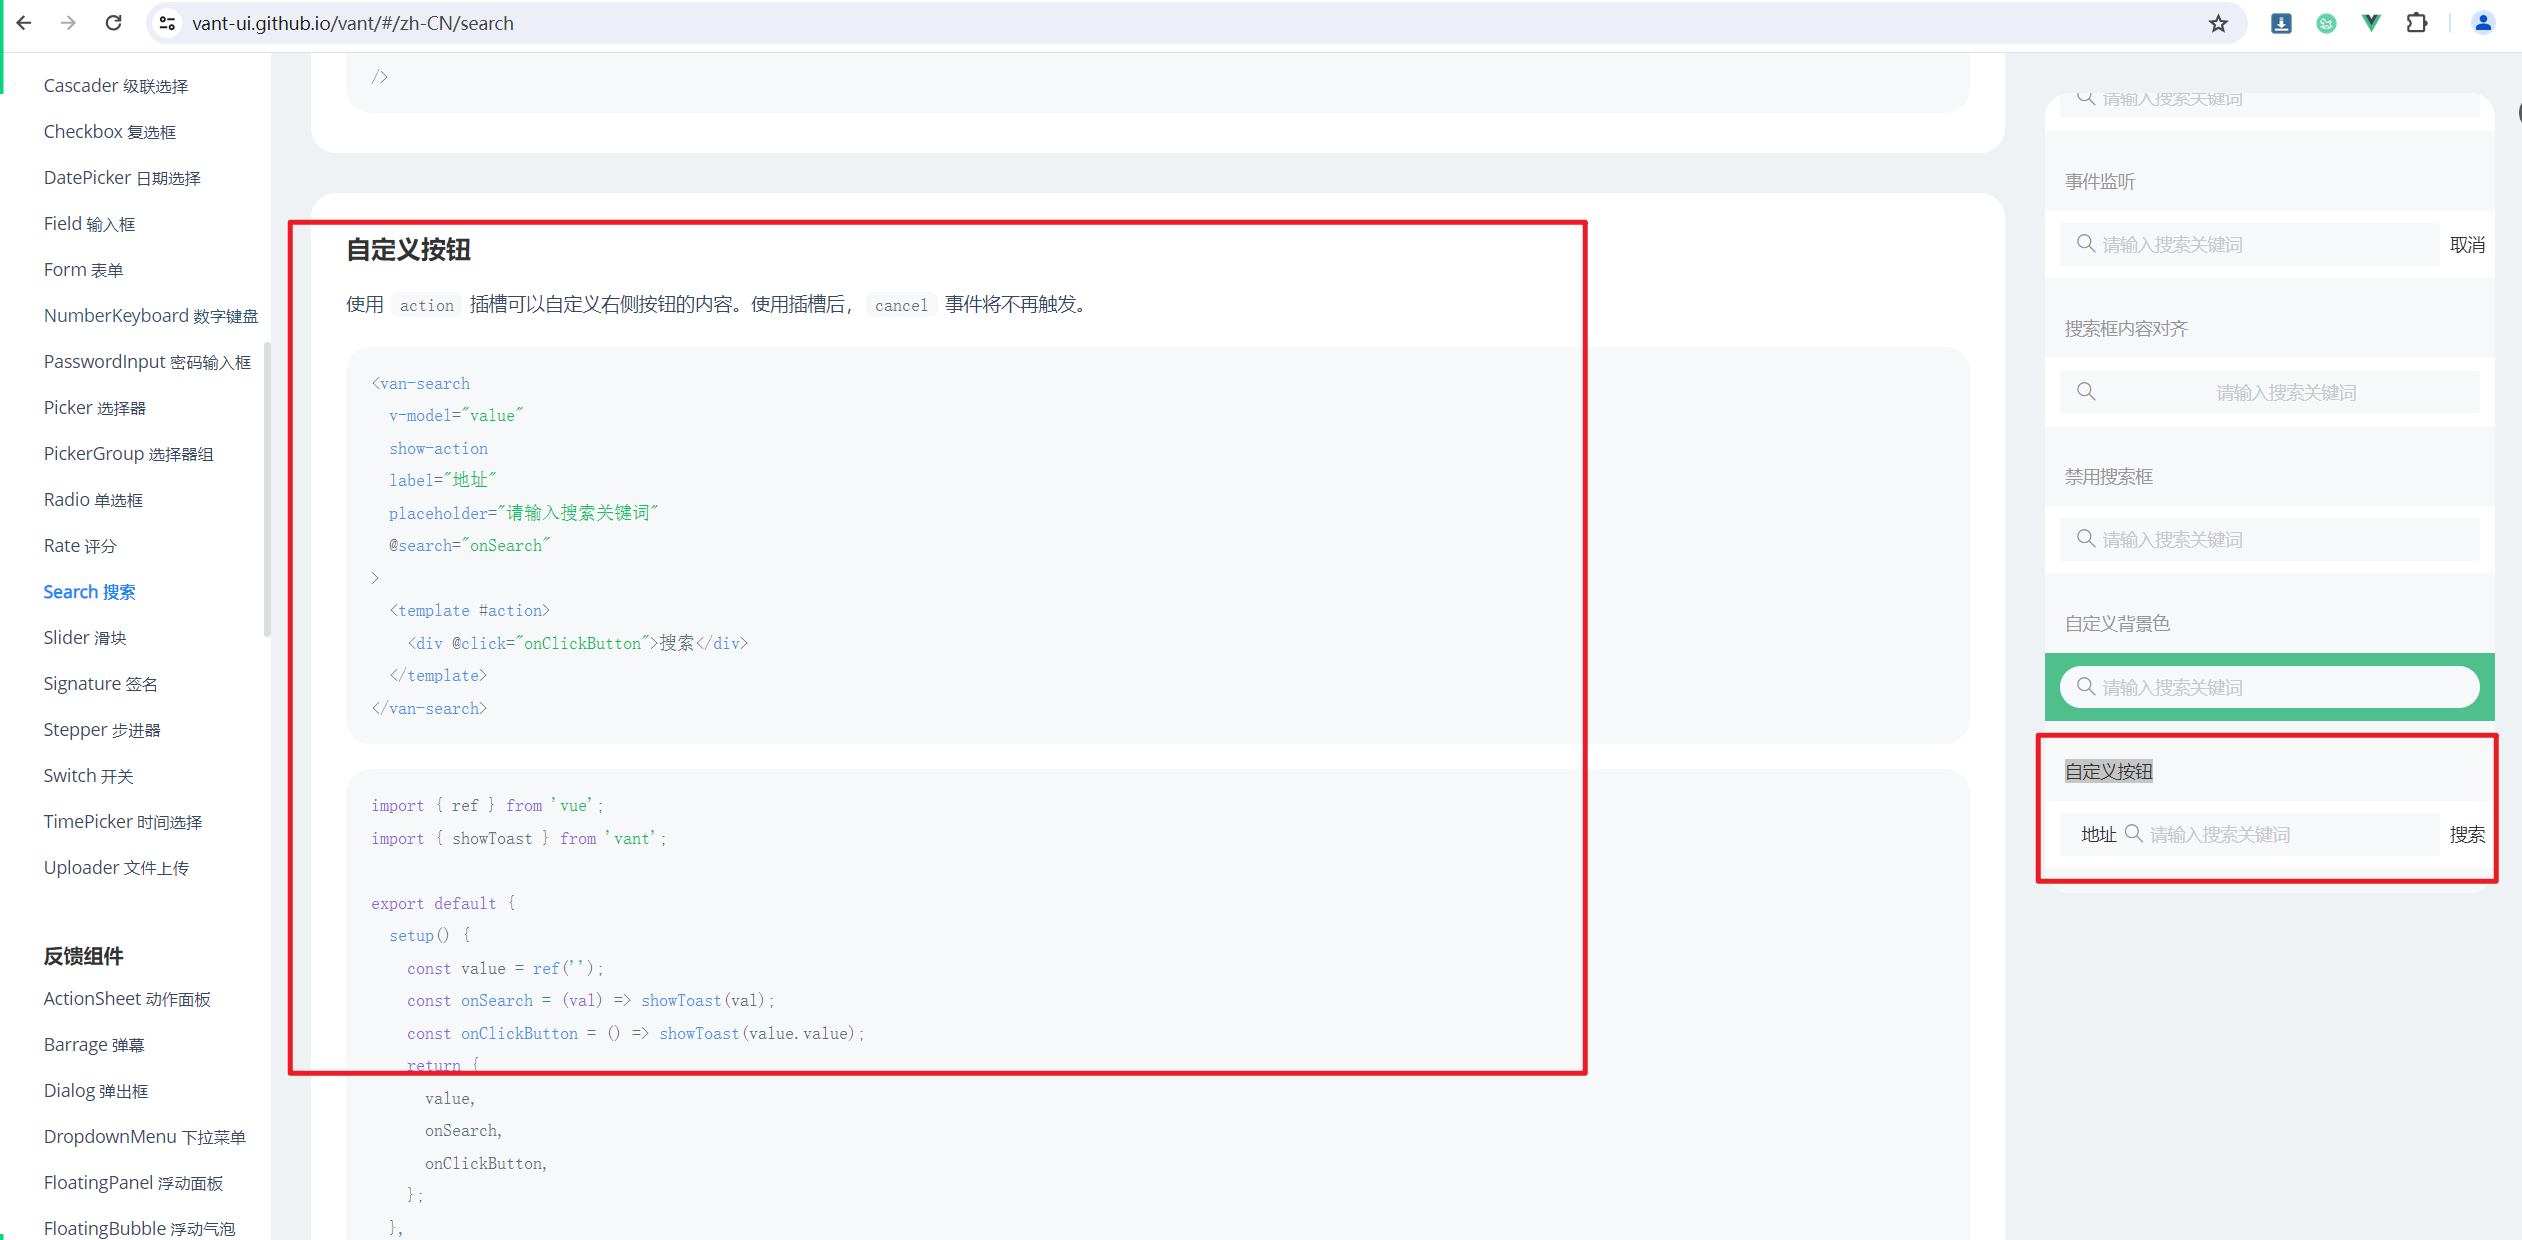 vant-ui.github.io/vant/#/zh-CN/search
Cascader 级联选择
Checkbox 复选框
DatePicker 日期选择
Field 输入框
Form 表单
NumberKeyboard 数字键盘
PasswordInput 密码输入框
Picker 选择器
PickerGroup 选择器组
Radio 单选框
Rate 评分
Search 搜索
Slider 滑块
Signature 签名
Stepper 步进器
Switch 开关
TimePicker 时间选择
Uploader 文件上传
反馈组件
ActionSheet 动作面板
Barrage 弹幕
Dialog 弹出框
DropdownMenu 下拉菜单
FloatingPanel 浮动面板
FloatingBubble 浮动气泡
/>
自定义按钮
使用 action 插槽可以自定义右侧按钮的内容。使用插槽后， cancel 事件将不再触发。
<van-search
  v-model="value"
  show-action
  label="地址"
  placeholder="请输入搜索关键词"
  @search="onSearch"
>
  <template #action>
    <div @click="onClickButton">搜索</div>
  </template>
</van-search>
import { ref } from 'vue';
import { showToast } from 'vant';
export default {
  setup() {
    const value = ref('');
    const onSearch = (val) => showToast(val);
    const onClickButton = () => showToast(value.value);
    return {
      value,
      onSearch,
      onClickButton,
    };
  },
请输入搜索关键词
事件监听
请输入搜索关键词 取消
搜索框内容对齐
请输入搜索关键词
禁用搜索框
请输入搜索关键词
自定义背景色
请输入搜索关键词
自定义按钮
地址 请输入搜索关键词 搜索